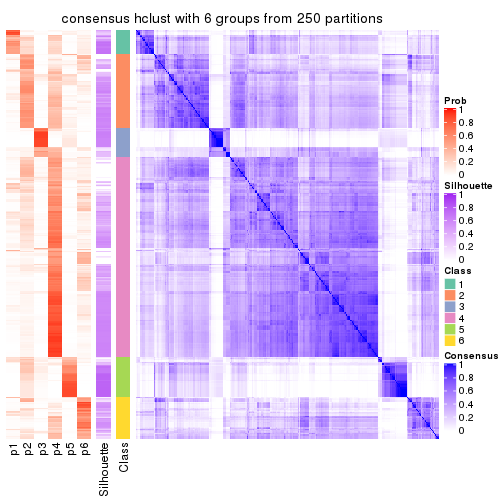 consensus hclust with 6 groups from 250 partitions
Prob
1
0.8
0.6
0.4
0.2
0
Silhouette
1
0.8
0.6
0.4
0.2
0
Class
1
2
3
4
5
6
Consensus
1
0.8
0.6
0.4
0.2
0
p1
p2
p3
p4
p5
p6
Silhouette
Class